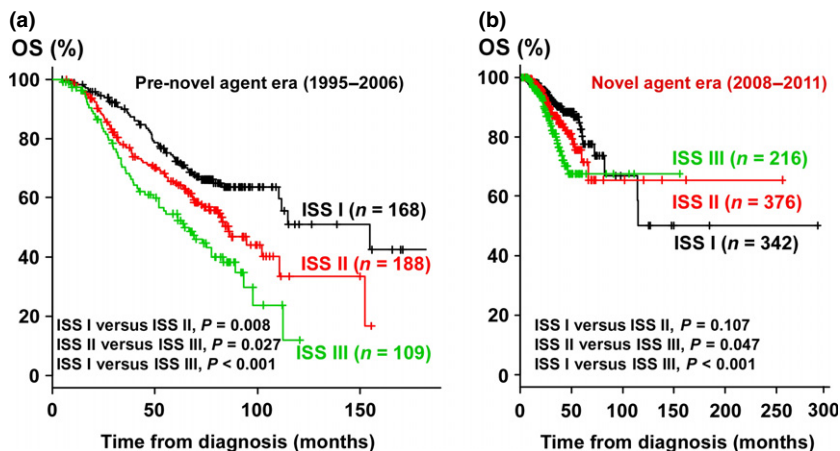 (a)
OS (%)
Pre-novel agent era (1995–2006)
100
80
60
40
20
0
ISS I (n = 168)
ISS II (n = 188)
ISS III (n = 109)
ISS I versus ISS II, P = 0.008
ISS II versus ISS III, P = 0.027
ISS I versus ISS III, P < 0.001
0 50 100 150
Time from diagnosis (months)
(b)
OS (%)
Novel agent era (2008–2011)
100
80
60
40
20
0
ISS III (n = 216)
ISS II (n = 376)
ISS I (n = 342)
ISS I versus ISS II, P = 0.107
ISS II versus ISS III, P = 0.047
ISS I versus ISS III, P < 0.001
0 50 100 150 200 250 300
Time from diagnosis (months)